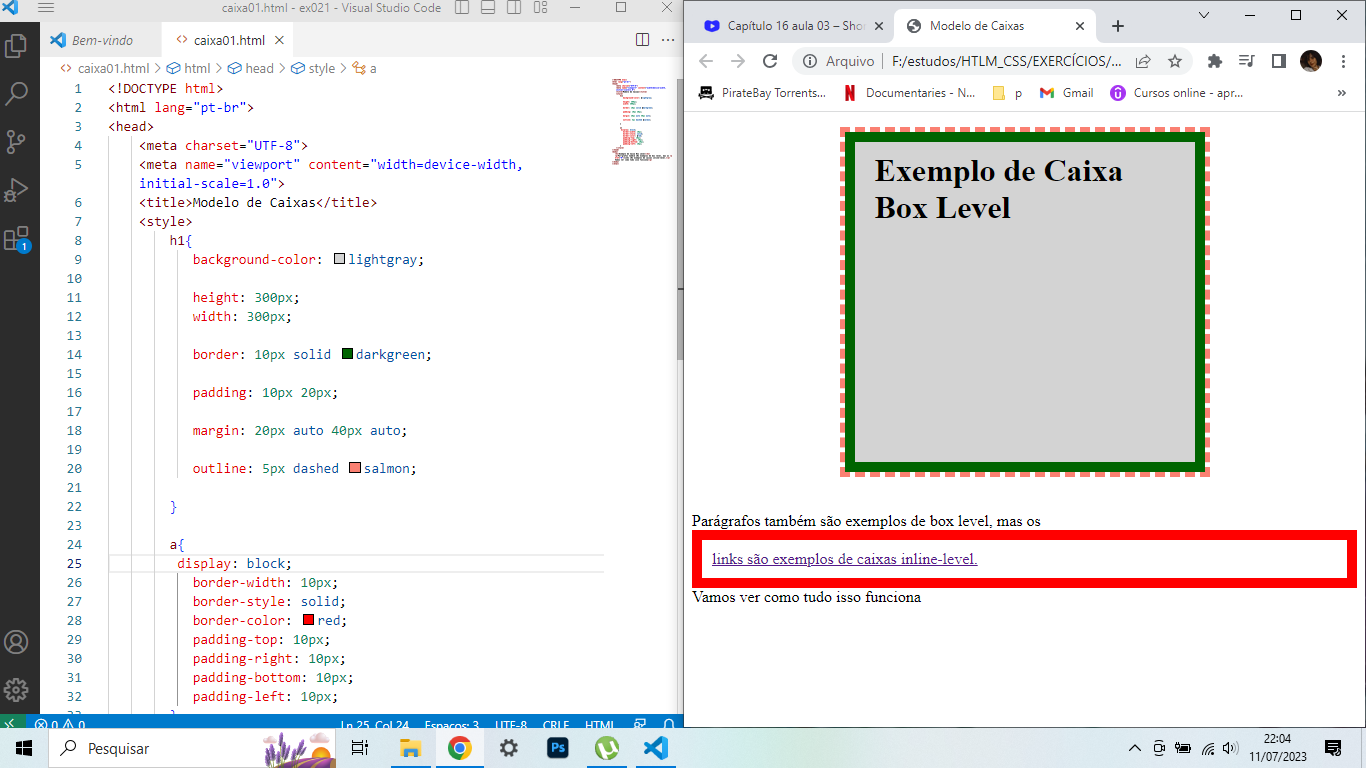 caixa01.html - ex021 - Visual Studio Code
Bem-vindo
caixa01.html
caixa01.html > html > head > style > a
1 <!DOCTYPE html>
2 <html lang="pt-br">
3 <head>
4 <meta charset="UTF-8">
5 <meta name="viewport" content="width=device-width,
initial-scale=1.0">
6 <title>Modelo de Caixas</title>
7 <style>
8 h1{
9 background-color: lightgray;
10
11 height: 300px;
12 width: 300px;
13
14 border: 10px solid darkgreen;
15
16 padding: 10px 20px;
17
18 margin: 20px auto 40px auto;
19
20 outline: 5px dashed salmon;
21
22 }
23
24 a{
25 display: block;
26 border-width: 10px;
27 border-style: solid;
28 border-color: red;
29 padding-top: 10px;
30 padding-right: 10px;
31 padding-bottom: 10px;
32 padding-left: 10px;
1
0 0
Ln 25, Col 24 Espaços: 3 UTF-8 CRLF HTML
Capítulo 16 aula 03 – Shor
Modelo de Caixas
Arquivo F:/estudos/HTLM_CSS/EXERCÍCIOS/...
PirateBay Torrents... Documentaries - N... p Gmail Cursos online - apr... »
Exemplo de Caixa
Box Level
Parágrafos também são exemplos de box level, mas os
links são exemplos de caixas inline-level.
Vamos ver como tudo isso funciona
Pesquisar
Ps
22:04
11/07/2023